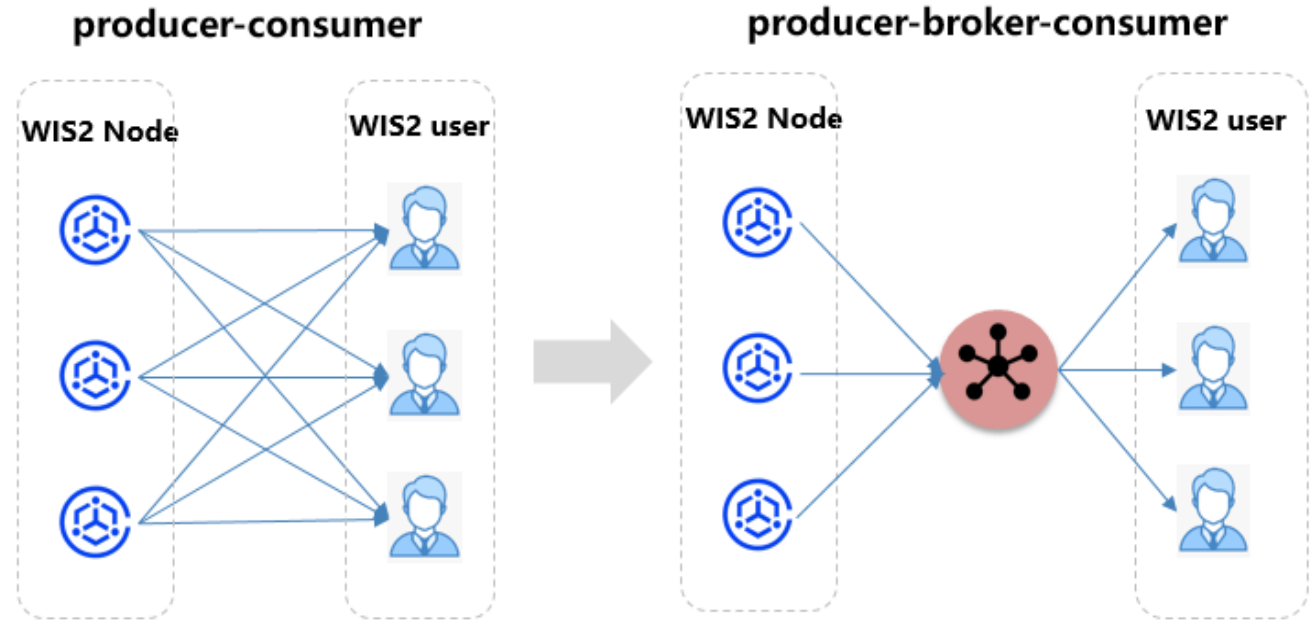 producer-consumer
WIS2 Node
WIS2 user
producer-broker-consumer
WIS2 Node
WIS2 user